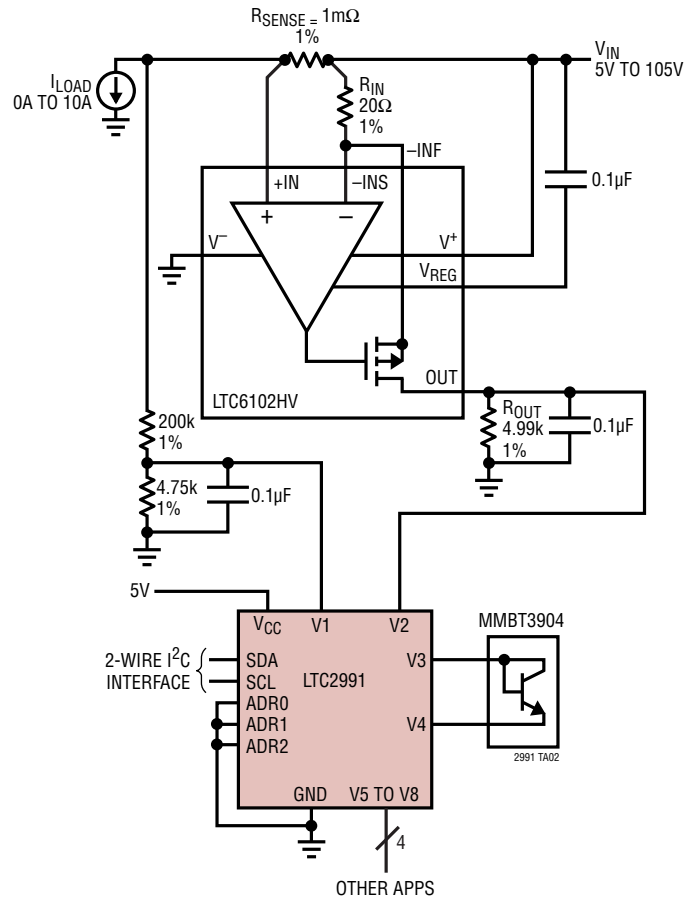 RSENSE = 1mΩ
1%
VIN
5V TO 105V
ILOAD
0A TO 10A
RIN
20Ω
1%
–INF
+IN
–INS
0.1µF
+
–
V–
V+
VREG
OUT
LTC6102HV
ROUT
4.99k
1%
0.1µF
200k
1%
4.75k
1%
0.1µF
5V
VCC
V1
V2
MMBT3904
2-WIRE I2C
INTERFACE
SDA
SCL
ADR0
ADR1
ADR2
LTC2991
V3
V4
2991 TA02
GND
V5 TO V8
4
OTHER APPS